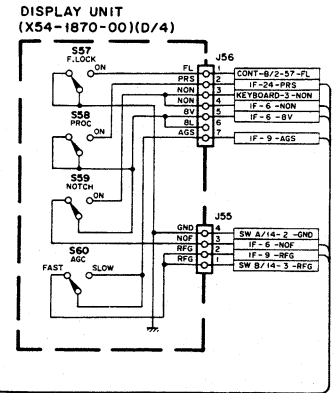 DISPLAY UNIT
(X54-1870-00)(D/4)
S57
F.LOCK
ON
S58
PROC
ON
S59
NOTCH
ON
S60
AGC
FAST
SLOW
J56
FL 1 CONT-8/2-57-FL
PRS 2 IF-24-PRS
NON 3 KEYBOARD-3-NON
NON 4 IF-6-NON
8V 5 IF-6-8V
8L 6
AGS 7 IF-9-AGS
J55
GND 4 SW A/14-2-GND
NOF 3 IF-6-NOF
RFG 2 IF-9-RFG
RFG 1 SW B/14-3-RFG